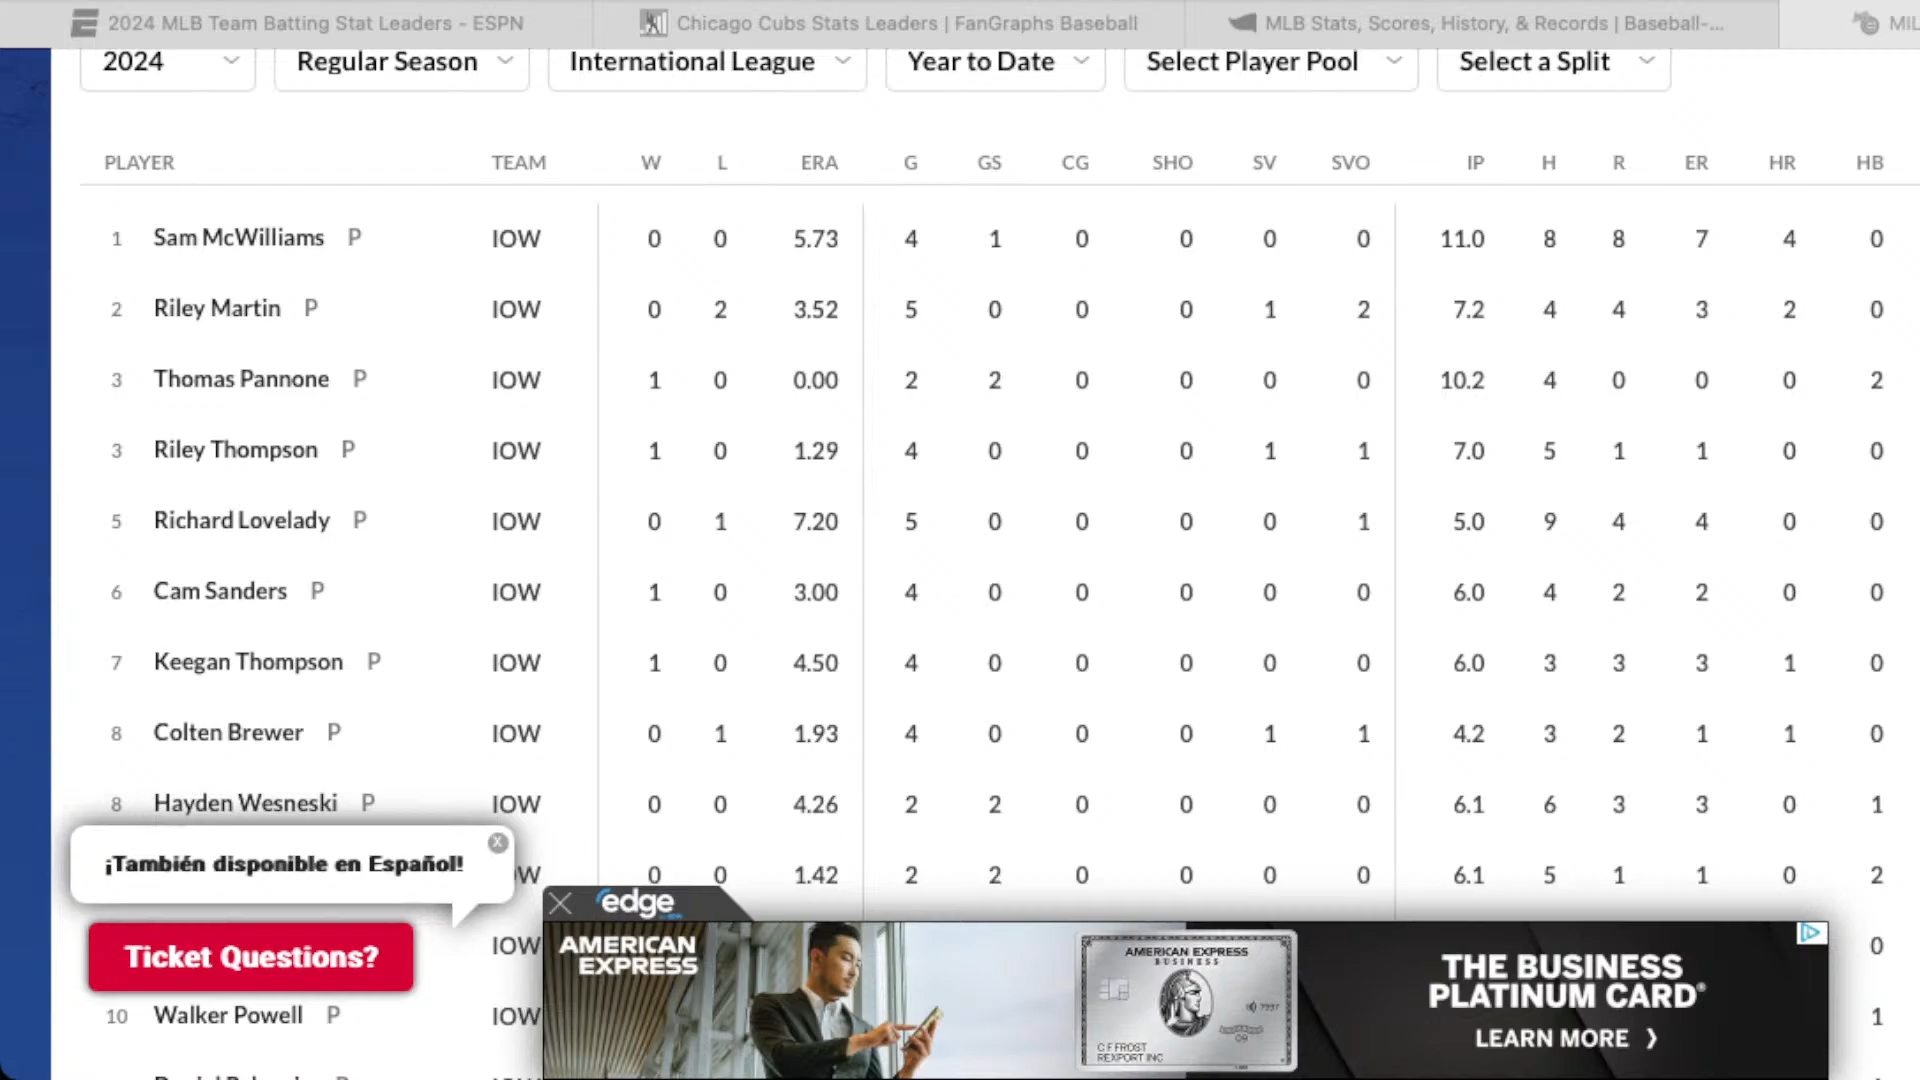 2024 MLB Team Batting Stat Leaders - ESPN Chicago Cubs Stats Leaders | FanGraphs Baseball MLB Stats, Scores, History, & Records | Baseball-...
2024 Regular Season International League Year to Date Select Player Pool Select a Split
PLAYER TEAM W L ERA G GS CG SHO SV SVO IP H R ER HR HB
1 Sam McWilliams P IOW 0 0 5.73 4 1 0 0 0 0 11.0 8 8 7 4 0
2 Riley Martin P IOW 0 2 3.52 5 0 0 0 1 2 7.2 4 4 3 2 0
3 Thomas Pannone P IOW 1 0 0.00 2 2 0 0 0 0 10.2 4 0 0 0 2
3 Riley Thompson P IOW 1 0 1.29 4 0 0 0 1 1 7.0 5 1 1 0 0
5 Richard Lovelady P IOW 0 1 7.20 5 0 0 0 0 1 5.0 9 4 4 0 0
6 Cam Sanders P IOW 1 0 3.00 4 0 0 0 0 0 6.0 4 2 2 0 0
7 Keegan Thompson P IOW 1 0 4.50 4 0 0 0 0 0 6.0 3 3 3 1 0
8 Colten Brewer P IOW 0 1 1.93 4 0 0 0 1 1 4.2 3 2 1 1 0
8 Hayden Wesneski P IOW 0 0 4.26 2 2 0 0 0 0 6.1 6 3 3 0 1
¡También disponible en Español! X
0 0 1.42 2 2 0 0 0 0 6.1 5 1 1 0 2
edge
Ticket Questions?
IOW 0
10 Walker Powell P IOW 1
AMERICAN
EXPRESS
AMERICAN EXPRESS
BUSINESS
C F FROST
REXPORT INC
THE BUSINESS
PLATINUM CARD®
LEARN MORE ❯